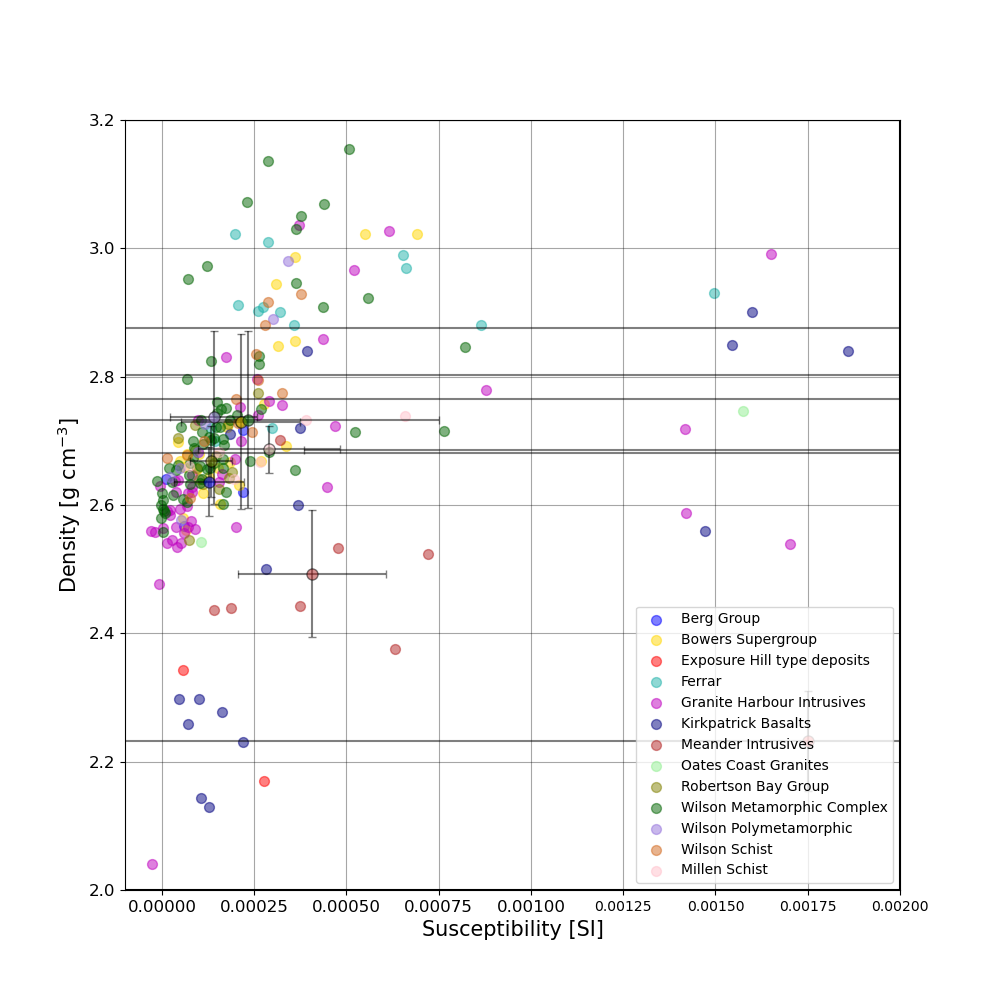 3.2
3.0
2.8
2.6
2.4
2.2
2.0
Density [g cm⁻³]
Berg Group
Bowers Supergroup
Exposure Hill type deposits
Ferrar
Granite Harbour Intrusives
Kirkpatrick Basalts
Meander Intrusives
Oates Coast Granites
Robertson Bay Group
Wilson Metamorphic Complex
Wilson Polymetamorphic
Wilson Schist
Millen Schist
0.00000 0.00025 0.00050 0.00075 0.00100 0.00125 0.00150 0.00175 0.00200
Susceptibility [SI]